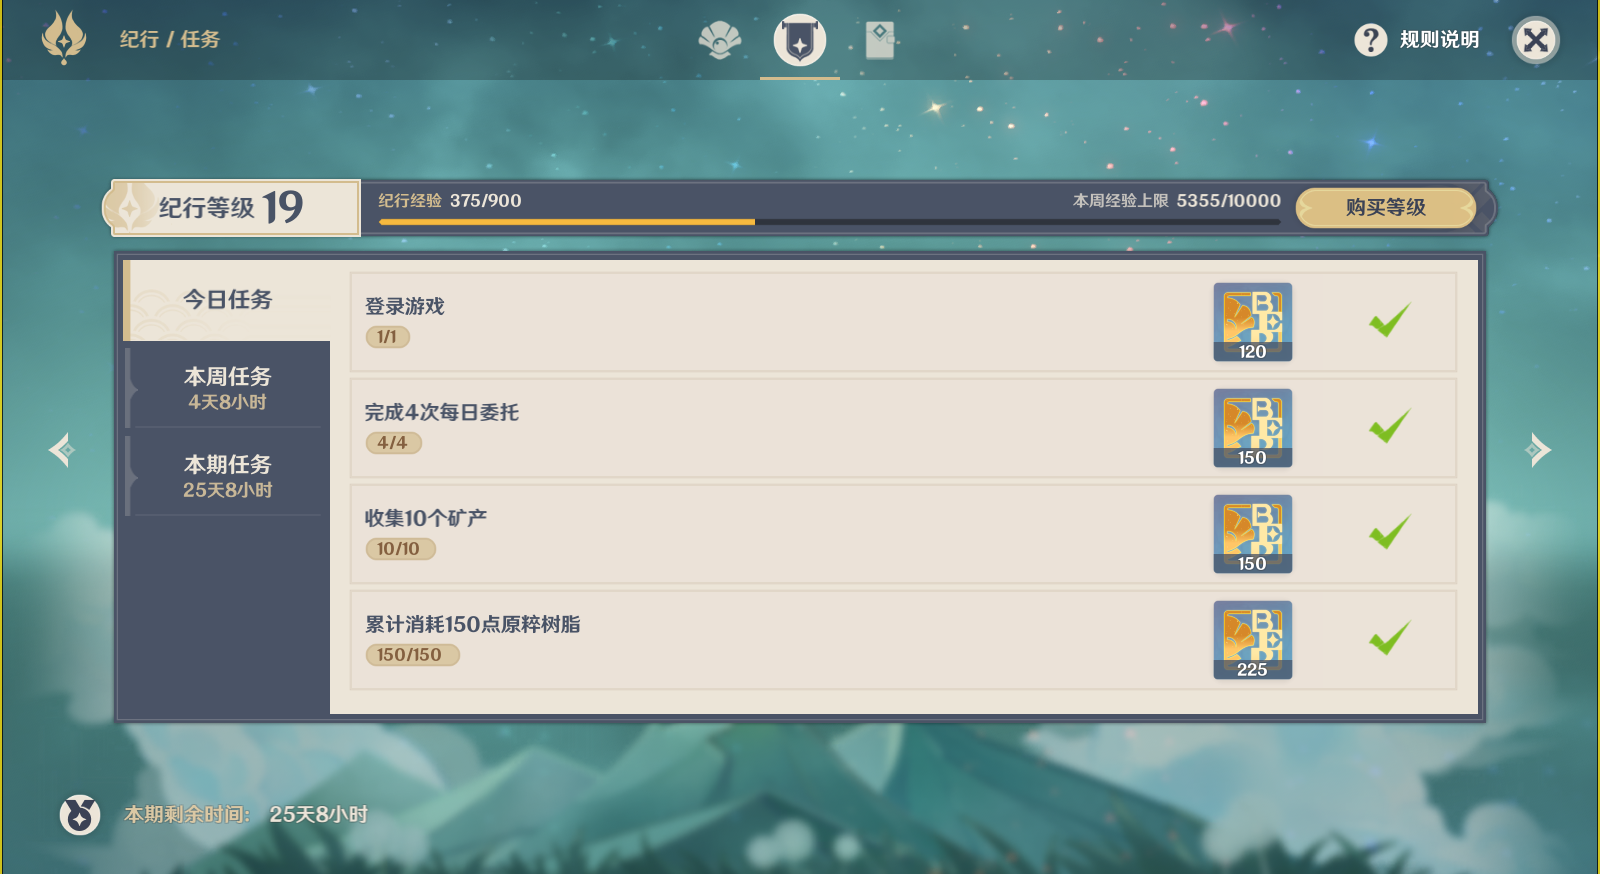 纪行 / 任务
?
规则说明
纪行等级 19
纪行经验 375/900
本周经验上限 5355/10000
购买等级
今日任务
本周任务
4天8小时
本期任务
25天8小时
登录游戏
1/1
120
完成4次每日委托
4/4
150
收集10个矿产
10/10
150
累计消耗150点原粹树脂
150/150
225
本期剩余时间： 25天8小时